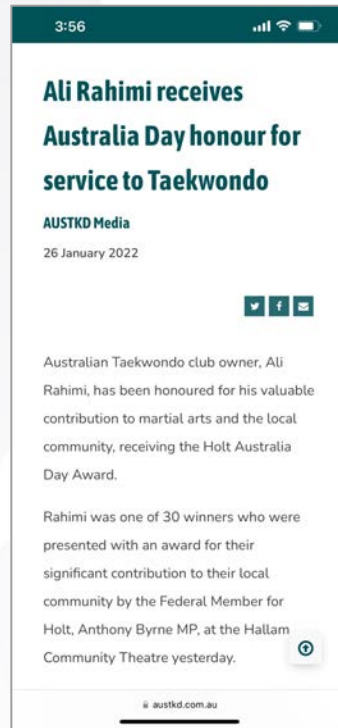 3:56
Ali Rahimi receives
Australia Day honour for
service to Taekwondo
AUSTKD Media
26 January 2022
Australian Taekwondo club owner, Ali
Rahimi, has been honoured for his valuable
contribution to martial arts and the local
community, receiving the Holt Australia
Day Award.
Rahimi was one of 30 winners who were
presented with an award for their
significant contribution to their local
community by the Federal Member for
Holt, Anthony Byrne MP, at the Hallam
Community Theatre yesterday.
austkd.com.au